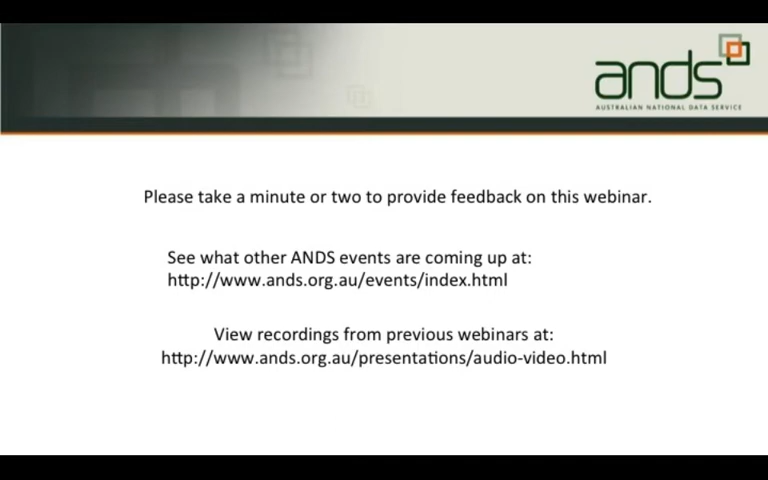 ands
AUSTRALIAN NATIONAL DATA SERVICE
Please take a minute or two to provide feedback on this webinar.
See what other ANDS events are coming up at:
http://www.ands.org.au/events/index.html
View recordings from previous webinars at:
http://www.ands.org.au/presentations/audio-video.html